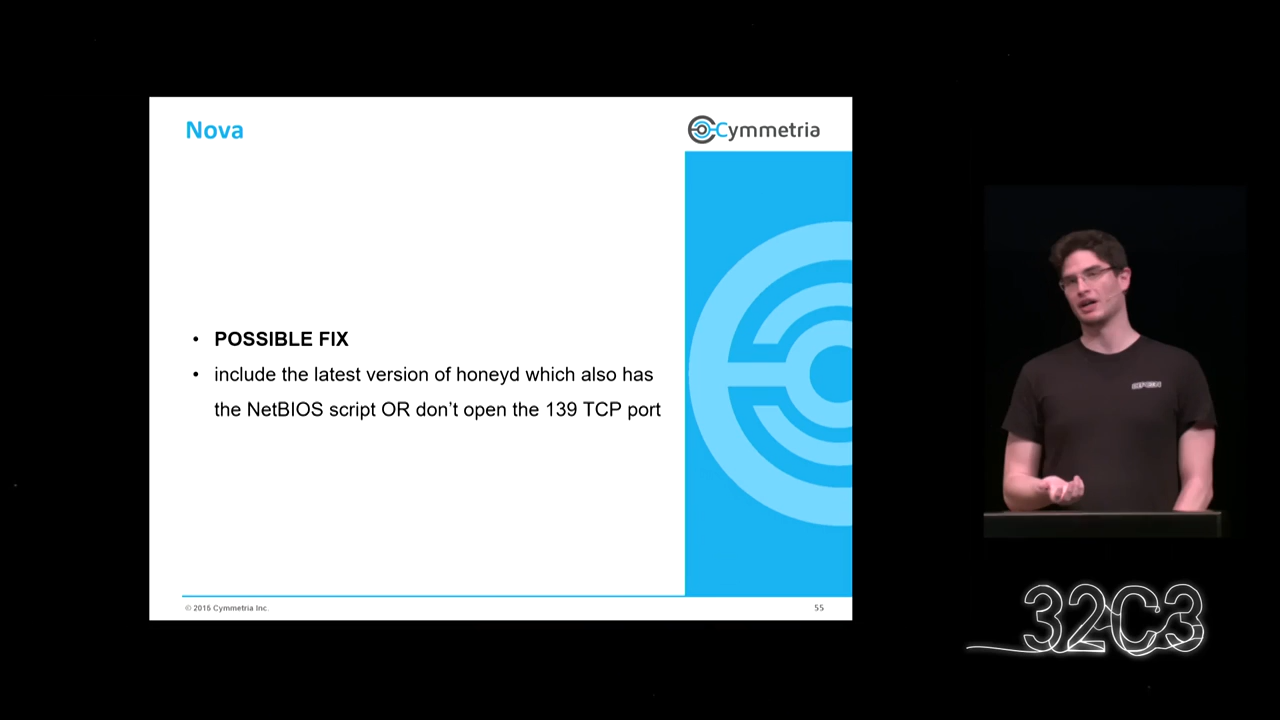 Nova
Cymmetria
• POSSIBLE FIX
• include the latest version of honeyd which also has
the NetBIOS script OR don’t open the 139 TCP port
© 2015 Cymmetria Inc.
55
32C3